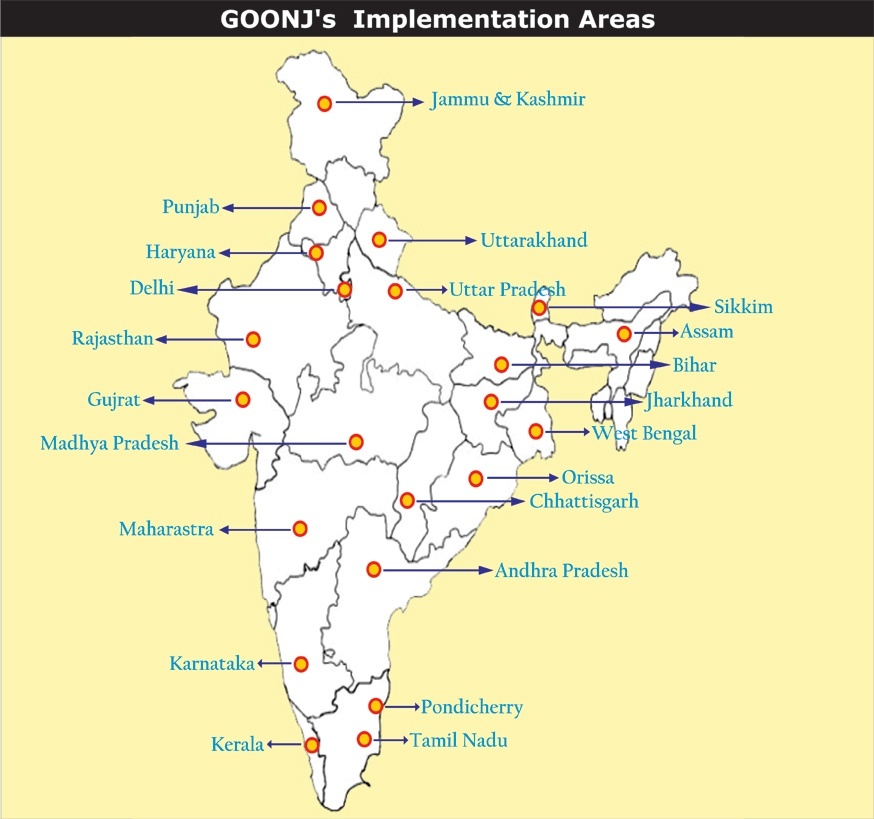 GOONJ's Implementation Areas
Jammu & Kashmir
Punjab
Uttarakhand
Haryana
Delhi
Uttar Pradesh
Sikkim
Assam
Rajasthan
Bihar
Gujrat
Jharkhand
West Bengal
Madhya Pradesh
Orissa
Chhattisgarh
Maharastra
Andhra Pradesh
Karnataka
Pondicherry
Kerala
Tamil Nadu